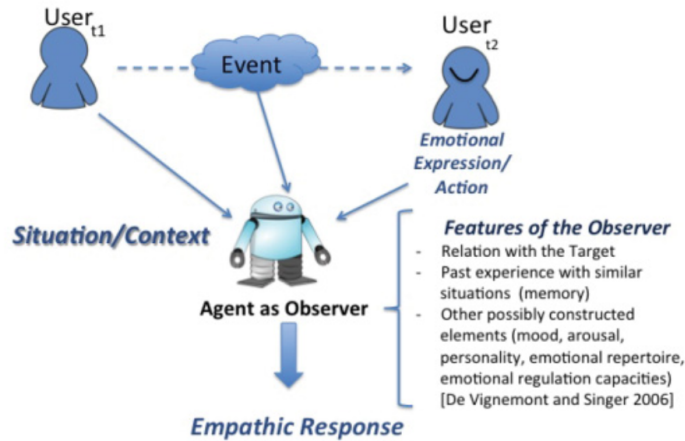 User t1
Event
User t2
Emotional
Expression/
Action
Situation/Context
Agent as Observer
Features of the Observer
- Relation with the Target
- Past experience with similar
situations (memory)
- Other possibly constructed
elements (mood, arousal,
personality, emotional repertoire,
emotional regulation capacities)
[De Vignemont and Singer 2006]
Empathic Response